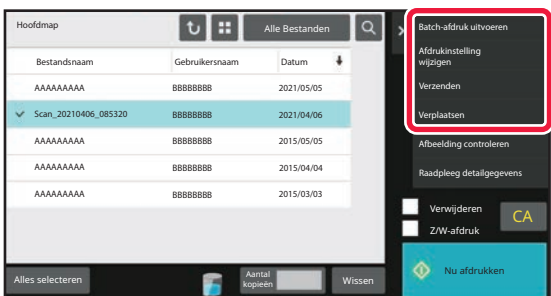 Hoofdmap
Alle Bestanden
Bestandsnaam Gebruikersnaam Datum
AAAAAAAAA BBBBBBBB 2021/05/05
Scan_20210406_085320 BBBBBBBB 2021/04/06
AAAAAAAAA BBBBBBBB 2015/05/05
AAAAAAAAA BBBBBBBB 2015/04/04
AAAAAAAAA BBBBBBBB 2015/03/03
Alles selecteren
Aantal
kopieën
Wissen
Batch-afdruk uitvoeren
Afdrukinstelling
wijzigen
Verzenden
Verplaatsen
Afbeelding controleren
Raadpleeg detailgegevens
Verwijderen
Z/W-afdruk
CA
Nu afdrukken